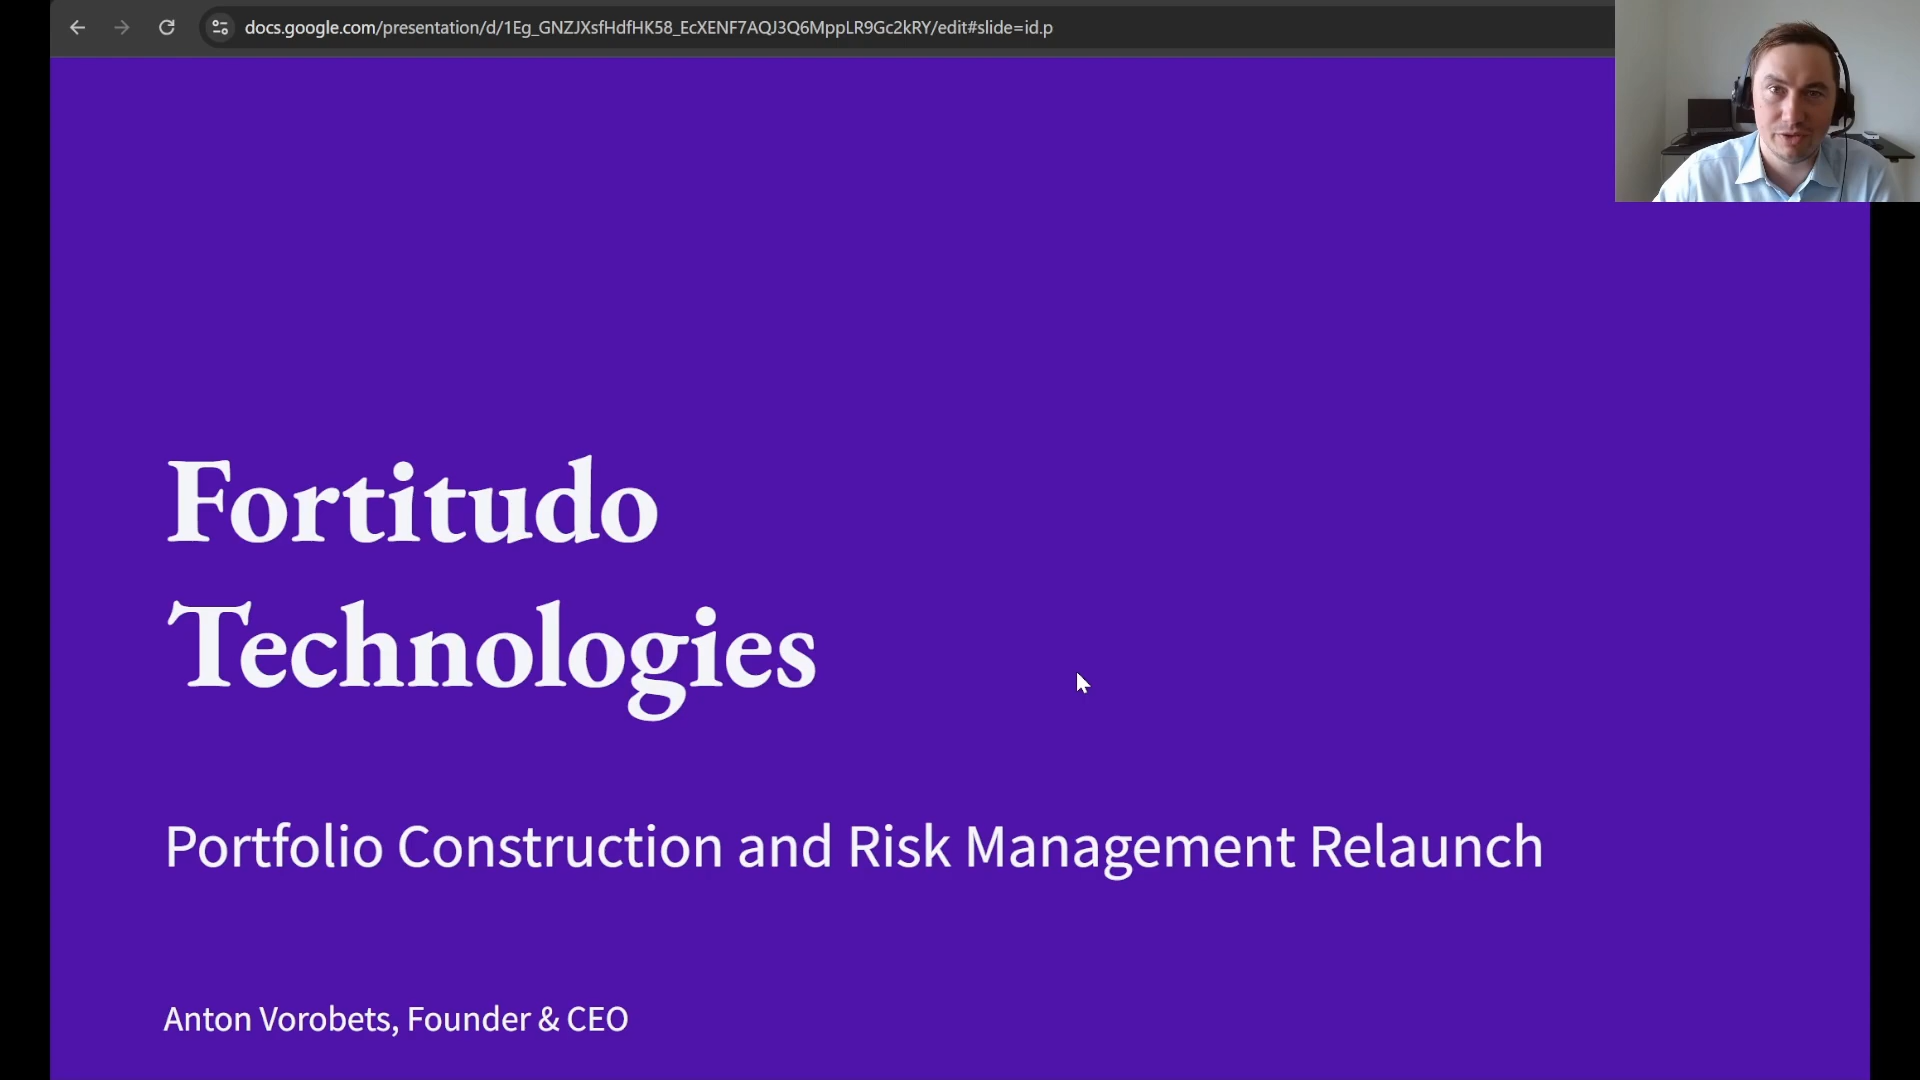 docs.google.com/presentation/d/1Eg_GNZJXsfHdfHK58_EcXENF7AQJ3Q6MppLR9Gc2kRY/edit#slide=id.p
Fortitudo
Technologies
Portfolio Construction and Risk Management Relaunch
Anton Vorobets, Founder & CEO